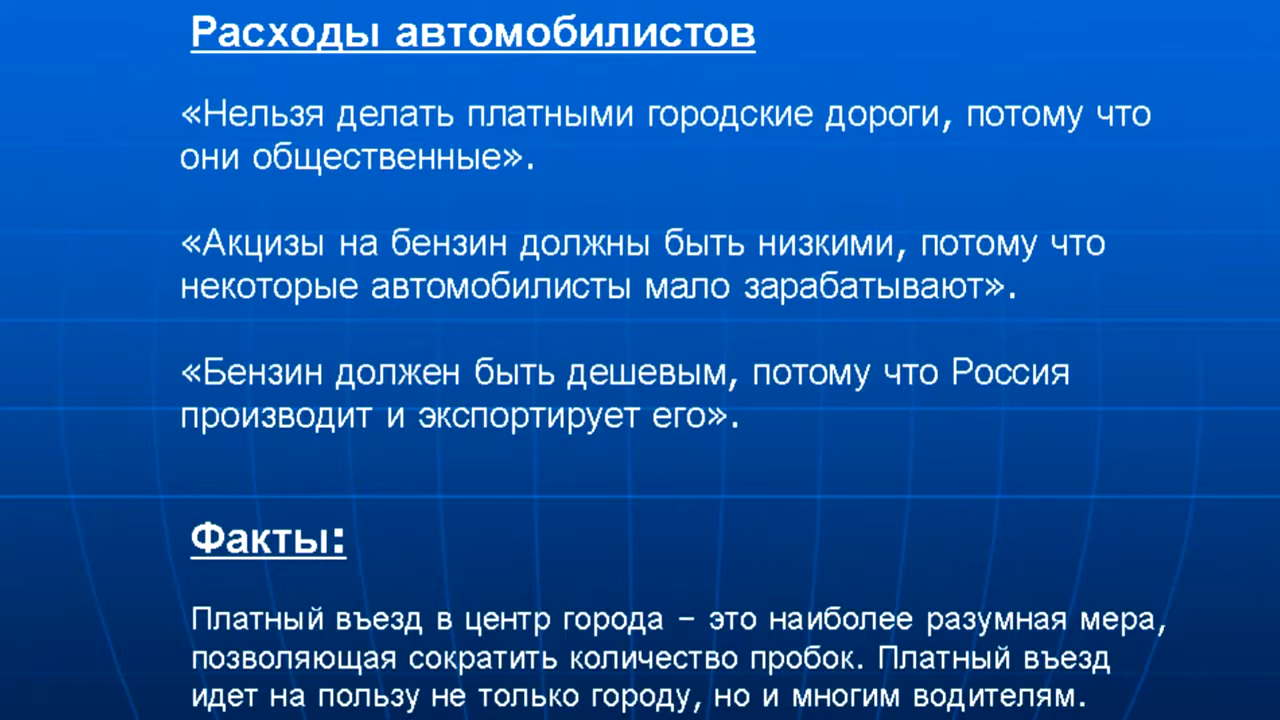 Расходы автомобилистов
«Нельзя делать платными городские дороги, потому что
они общественные».
«Акцизы на бензин должны быть низкими, потому что
некоторые автомобилисты мало зарабатывают».
«Бензин должен быть дешевым, потому что Россия
производит и экспортирует его».
Факты:
Платный въезд в центр города – это наиболее разумная мера,
позволяющая сократить количество пробок. Платный въезд
идет на пользу не только городу, но и многим водителям.